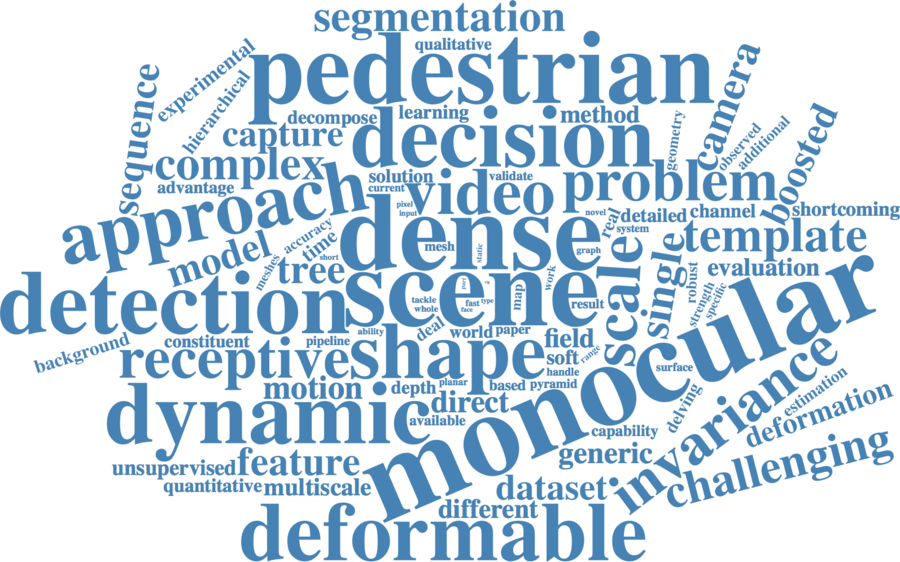 segmentation
qualitative
pedestrian
experimental
hierarchical
sequence
decompose
learning
method
camera
geometry
observed
additional
boosted
capture
decision
complex
advantage
solution
current
validate
video
problem
approach
pixel
input
novel
real
detailed
channel
shortcoming
system
dense
model
accuracy
time
short
meshes
tree
mesh
static
graph
template
scale
single
evaluation
robust
strength
specific
detection
scene
part
work
map
fast
type
tackle
whole
face
result
monocular
background
constituent
pipeline
ability
deal
world
paper
field
receptive
shape
soft
range
handle
surface
motion
depth
planar
based
pyramid
invariance
estimation
deformation
delving
dynamic
direct
available
capability
generic
challenging
unsupervised
feature
quantitative
multiscale
dataset
different
deformable